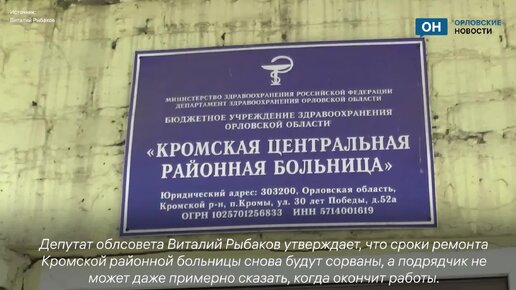 Источник:
Виталий Рыбаков
ОН ОРЛОВСКИЕ
НОВОСТИ
МИНИСТЕРСТВО ЗДРАВООХРАНЕНИЯ РОССИЙСКОЙ ФЕДЕРАЦИИ
ДЕПАРТАМЕНТ ЗДРАВООХРАНЕНИЯ ОРЛОВСКОЙ ОБЛАСТИ
БЮДЖЕТНОЕ УЧРЕЖДЕНИЕ ЗДРАВООХРАНЕНИЯ
ОРЛОВСКОЙ ОБЛАСТИ
«КРОМСКАЯ ЦЕНТРАЛЬНАЯ
РАЙОННАЯ БОЛЬНИЦА»
Юридический адрес: 303200, Орловская область,
Кромской р-н, п.Кромы, ул. 30 лет Победы, д.52а
ОГРН 1025701256833 ИНН 5714001619
Депутат облсовета Виталий Рыбаков утверждает, что сроки ремонта
Кромской районной больницы снова будут сорваны, а подрядчик не
может даже примерно сказать, когда окончит работы.